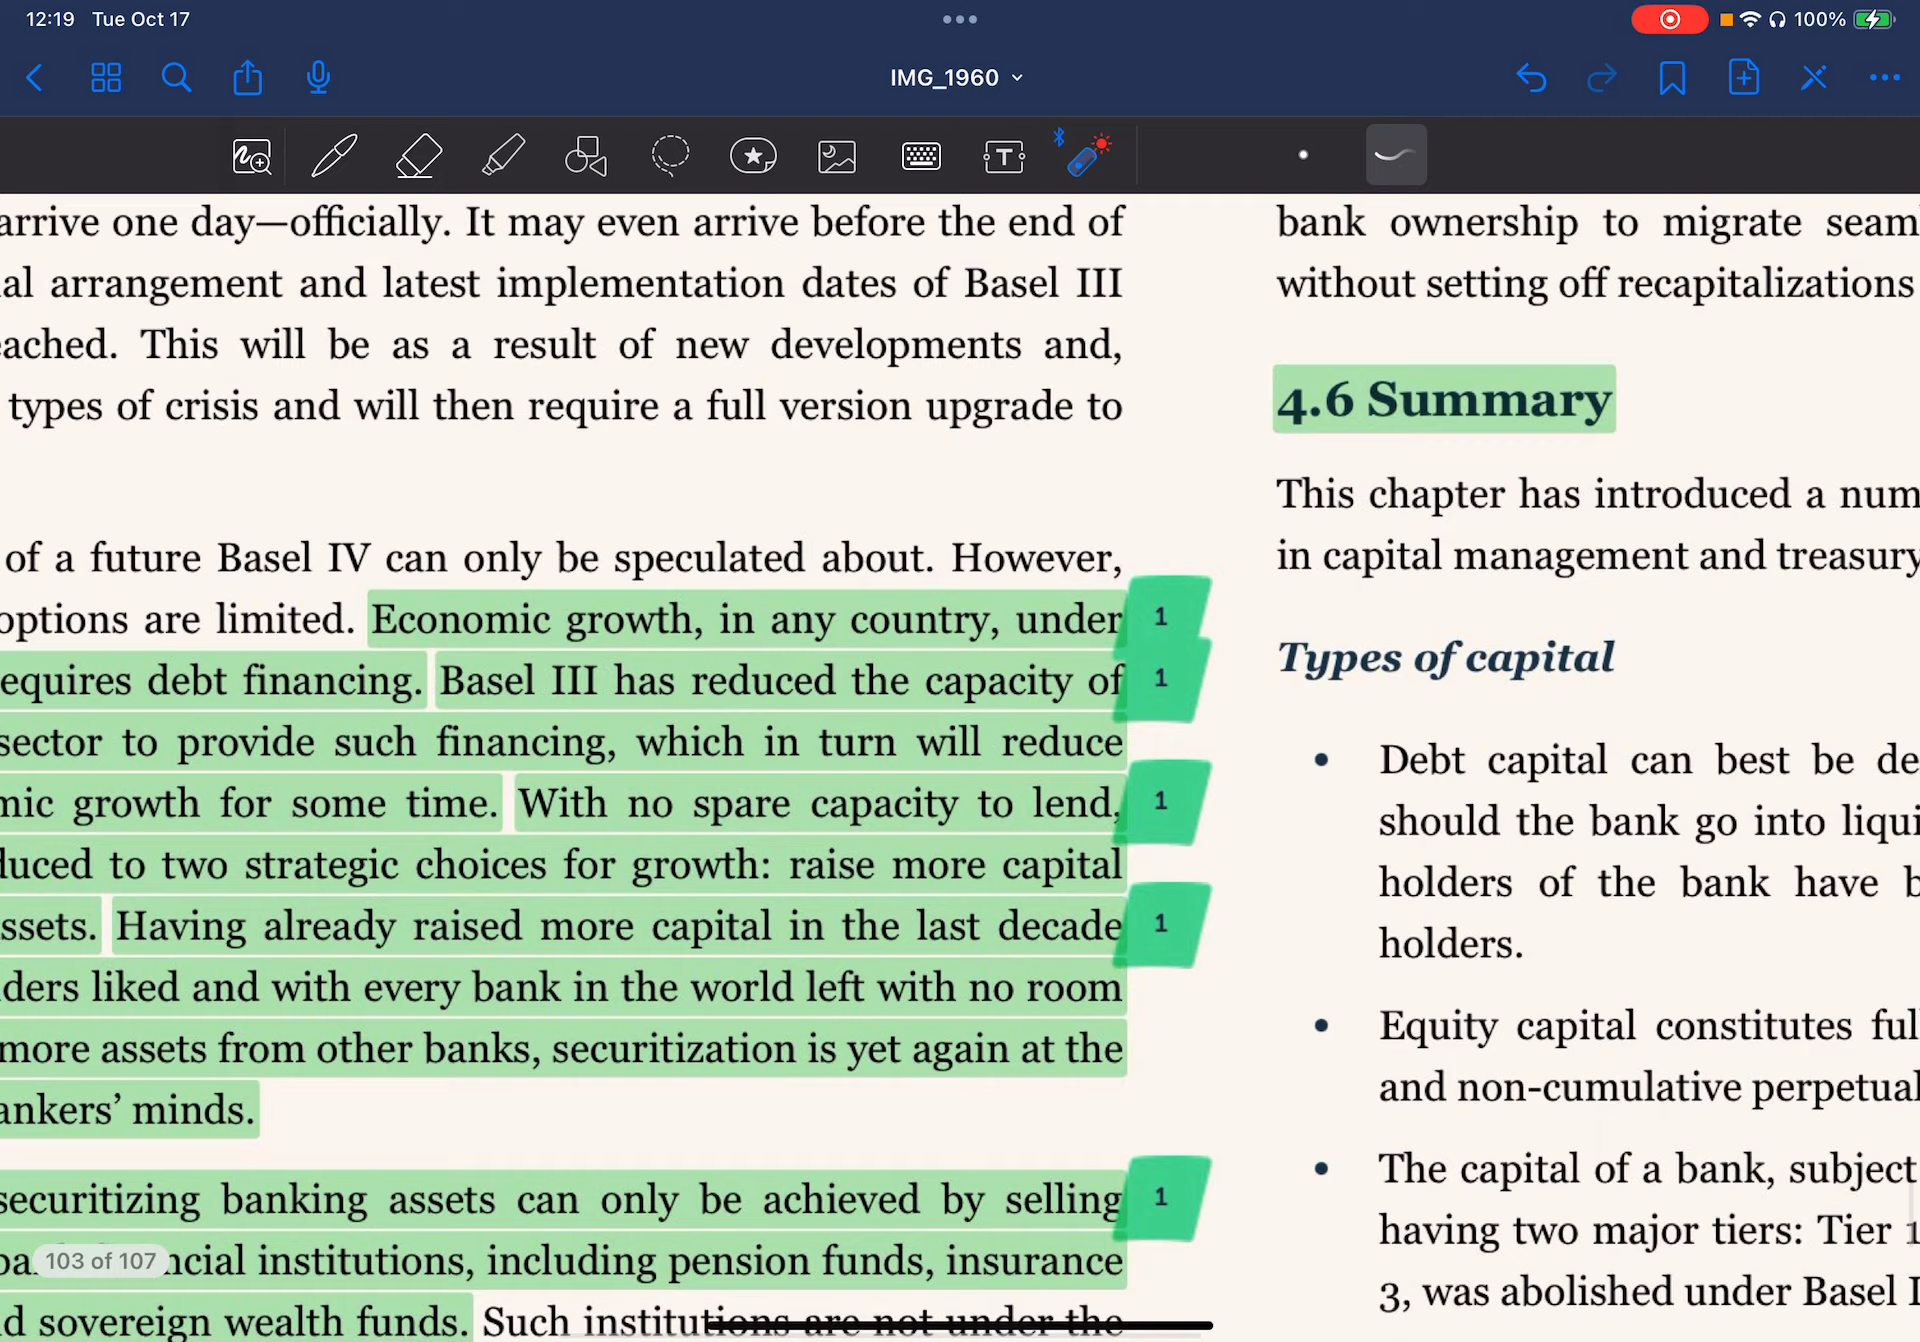 12:19 Tue Oct 17
100%
IMG_1960
arrive one day—officially. It may even arrive before the end of
al arrangement and latest implementation dates of Basel III
eached. This will be as a result of new developments and,
types of crisis and will then require a full version upgrade to
of a future Basel IV can only be speculated about. However,
options are limited. Economic growth, in any country, under 1
equires debt financing. Basel III has reduced the capacity of 1
sector to provide such financing, which in turn will reduce
mic growth for some time. With no spare capacity to lend, 1
duced to two strategic choices for growth: raise more capital
ssets. Having already raised more capital in the last decade 1
ders liked and with every bank in the world left with no room
more assets from other banks, securitization is yet again at the
ankers’ minds.
securitizing banking assets can only be achieved by selling 1
ncial institutions, including pension funds, insurance
d sovereign wealth funds. Such institutions are not under the
103 of 107
bank ownership to migrate seam
without setting off recapitalizations
4.6 Summary
This chapter has introduced a num
in capital management and treasury
Types of capital
• Debt capital can best be de
should the bank go into liqui
holders of the bank have b
holders.
• Equity capital constitutes ful
and non-cumulative perpetual
• The capital of a bank, subject
having two major tiers: Tier 1
3, was abolished under Basel I